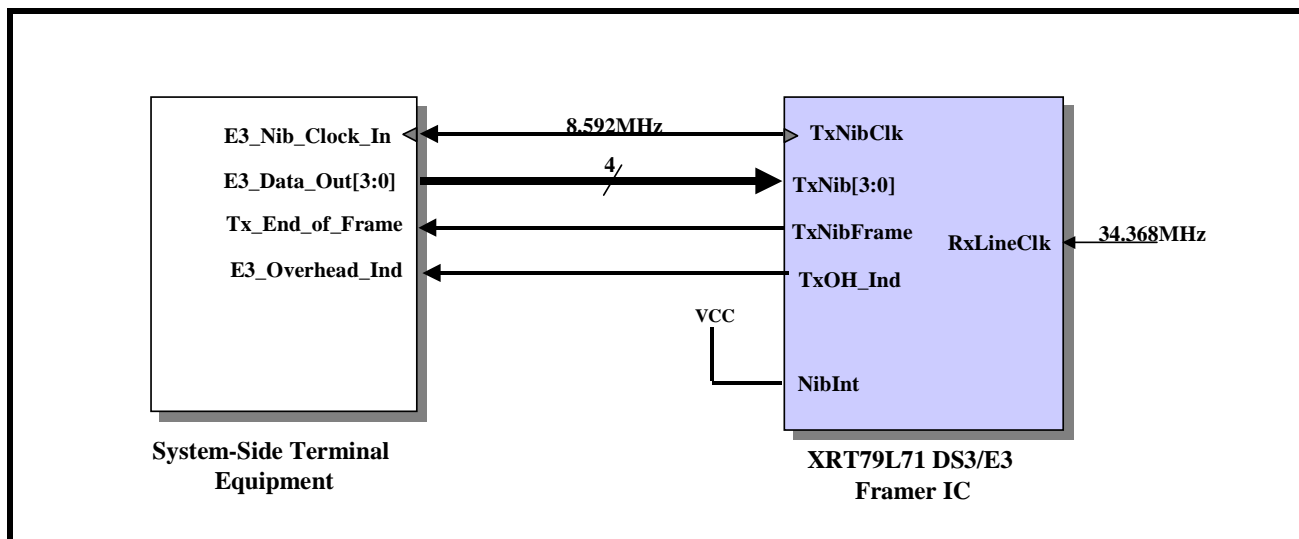 E3_Nib_Clock_In
8.592MHz
TxNibClk
E3_Data_Out[3:0]
4
TxNib[3:0]
Tx_End_of_Frame
TxNibFrame
RxLineClk
34.368MHz
E3_Overhead_Ind
TxOH_Ind
VCC
NibInt
System-Side Terminal
Equipment
XRT79L71 DS3/E3
Framer IC